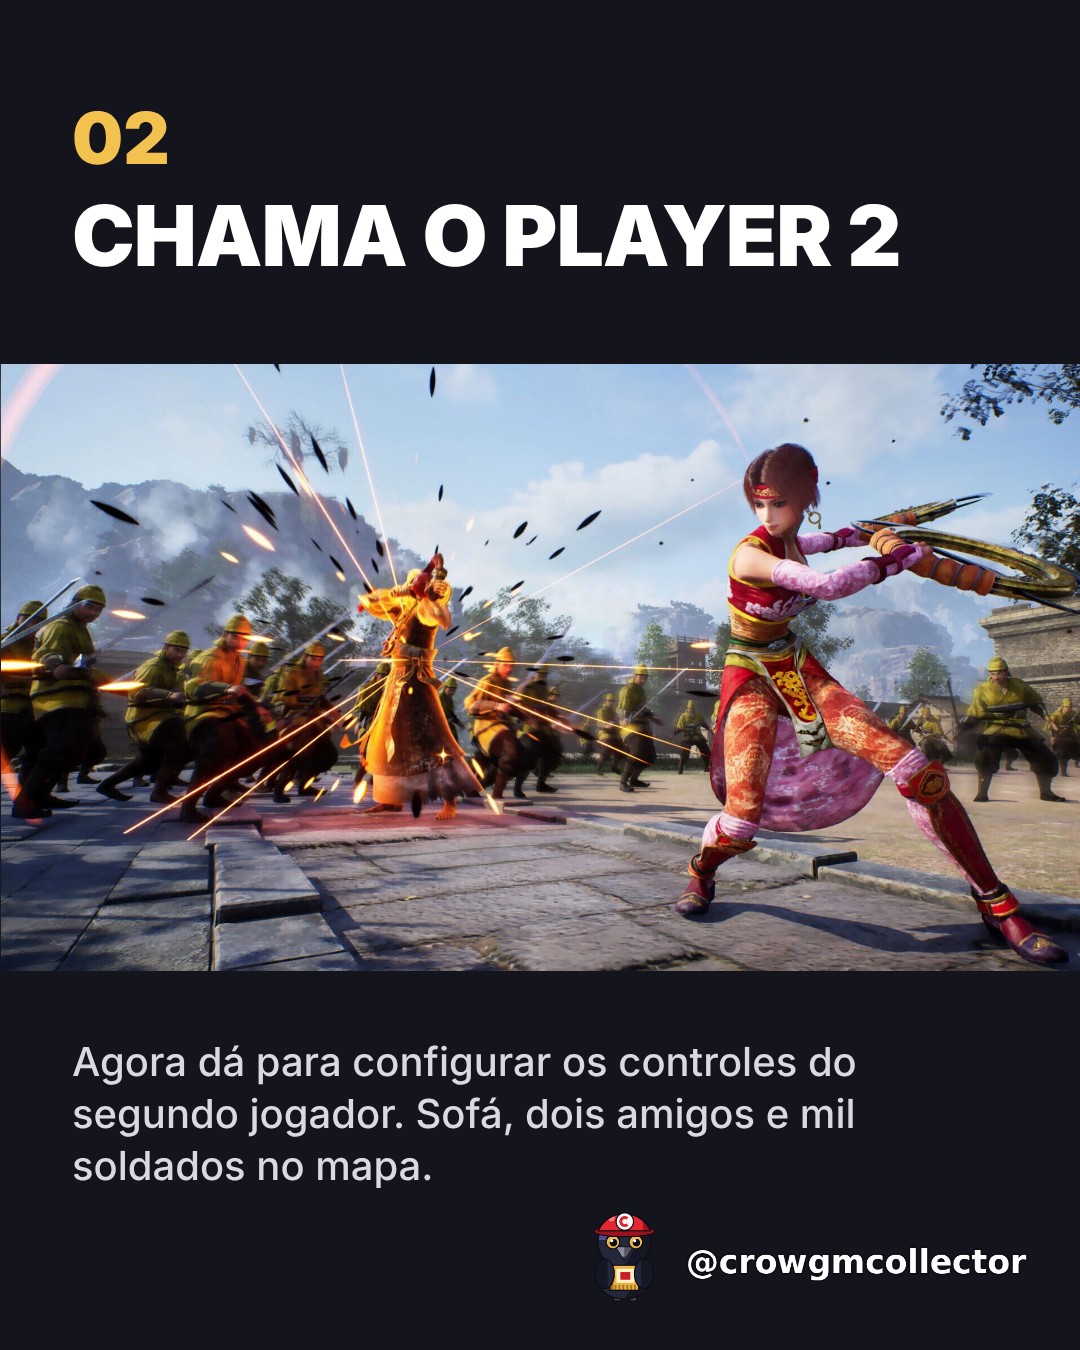 02
CHAMA O PLAYER 2
Agora dá para configurar os controles do
segundo jogador. Sofá, dois amigos e mil
soldados no mapa.
C
@crowgmcollector